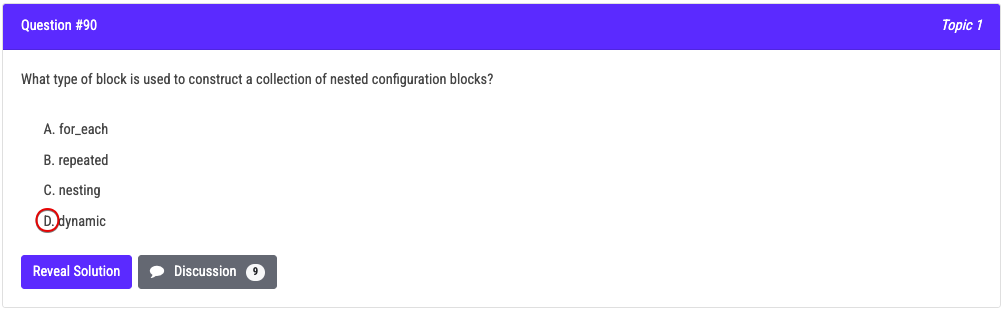 Question #90 Topic 1
What type of block is used to construct a collection of nested configuration blocks?
A. for_each
B. repeated
C. nesting
D. dynamic
Reveal Solution Discussion 9